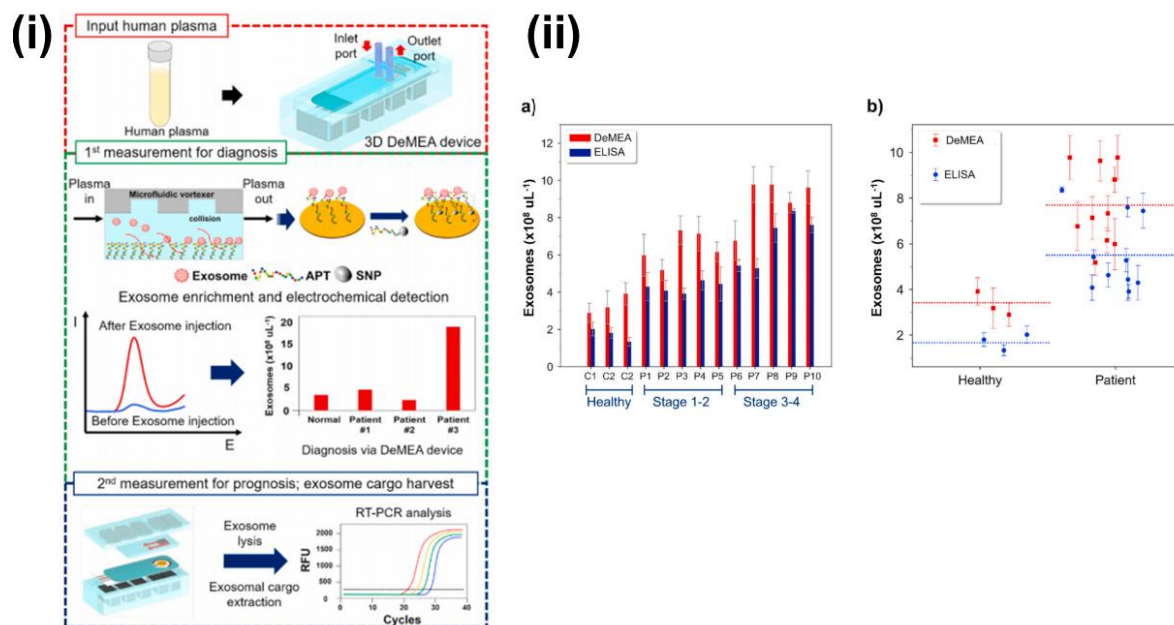 (i)
Input human plasma
Inlet port
Outlet port
Human plasma
3D DeMEA device
1st measurement for diagnosis
Plasma in
Microfluidic vortexer
Plasma out
collision
Exosome APT SNP
Exosome enrichment and electrochemical detection
I
After Exosome injection
Before Exosome injection
E
Exosomes (x10⁸ uL⁻¹)
20
15
10
5
0
Normal Patient #1 Patient #2 Patient #3
Diagnosis via DeMEA device
2nd measurement for prognosis; exosome cargo harvest
Exosome lysis
Exosomal cargo extraction
RT-PCR analysis
RFU
2000
1500
1000
500
0
0 10 20 30 40
Cycles
(ii)
a)
DeMEA
ELISA
Exosomes (x10⁸ uL⁻¹)
12
10
8
6
4
2
0
C1 C2 C2 P1 P2 P3 P4 P5 P6 P7 P8 P9 P10
Healthy Stage 1-2 Stage 3-4
b)
DeMEA
ELISA
Exosomes (x10⁸ uL⁻¹)
10
8
6
4
2
Healthy Patient